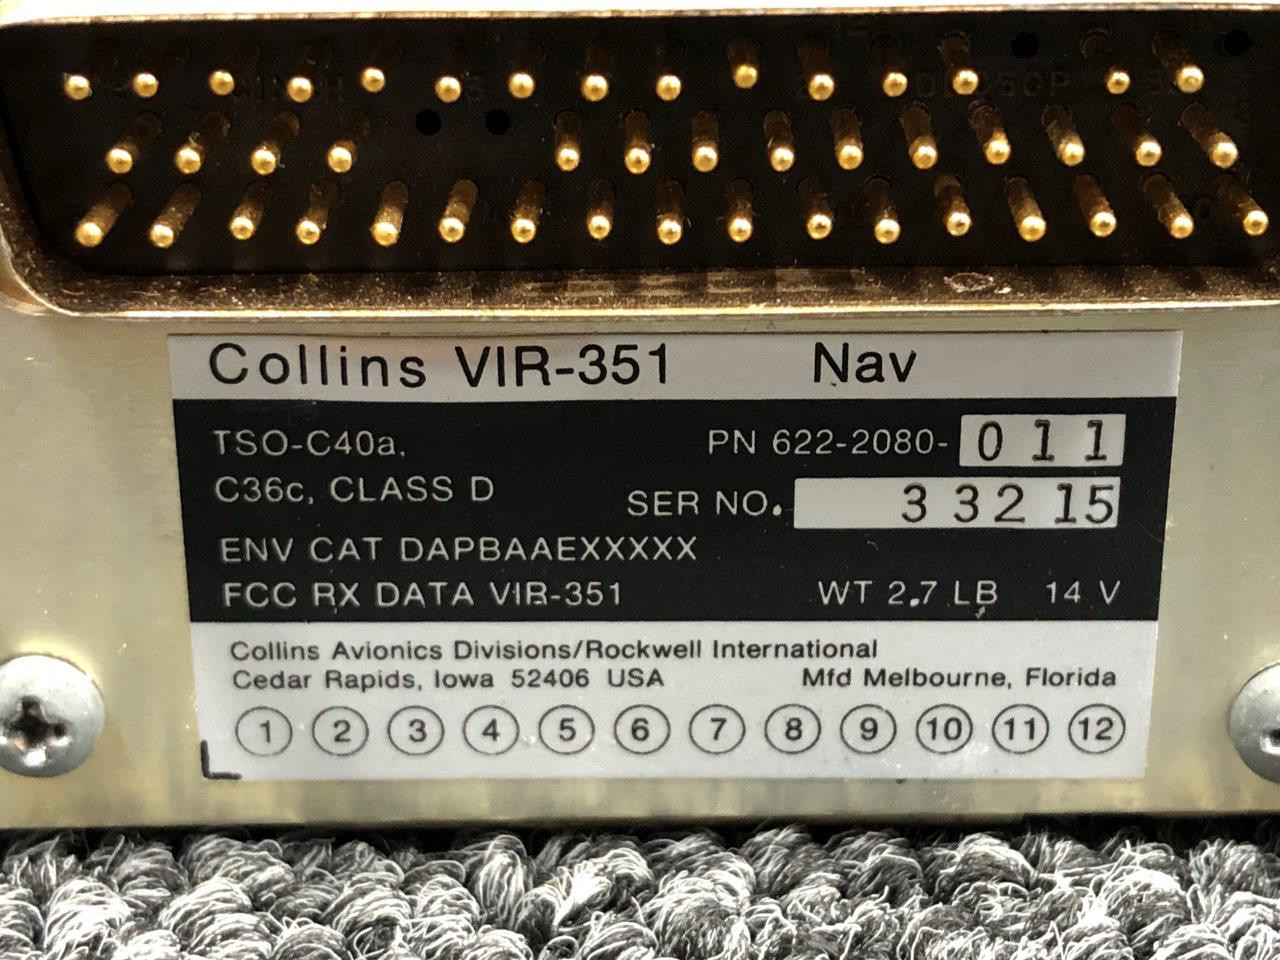 Collins VIR-351 Nav
TSO-C40a, PN 622-2080- 011
C36c, CLASS D
SER NO. 33215
ENV CAT DAPBAAEXXXXX
FCC RX DATA VIR-351 WT 2.7 LB 14 V
Collins Avionics Divisions/Rockwell International
Cedar Rapids, Iowa 52406 USA Mfd Melbourne, Florida
1 2 3 4 5 6 7 8 9 10 11 12